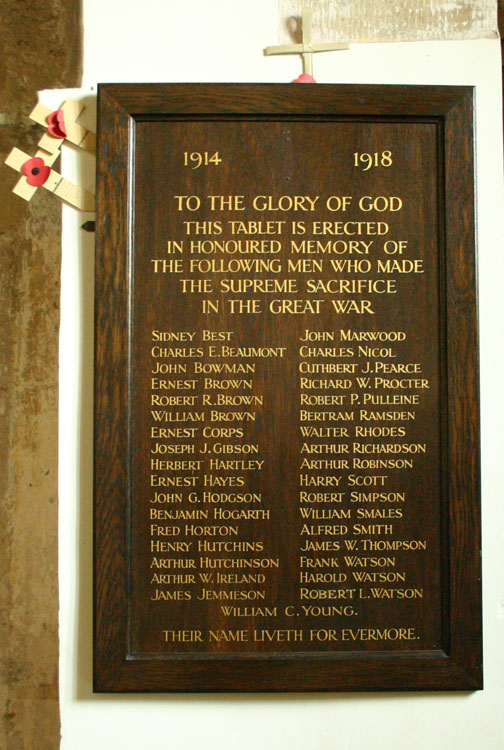 1914 1918
TO THE GLORY OF GOD
THIS TABLET IS ERECTED
IN HONOURED MEMORY OF
THE FOLLOWING MEN WHO MADE
THE SUPREME SACRIFICE
IN THE GREAT WAR
SIDNEY BEST
CHARLES E. BEAUMONT
JOHN BOWMAN
ERNEST BROWN
ROBERT R. BROWN
WILLIAM BROWN
ERNEST CORPS
JOSEPH J. GIBSON
HERBERT HARTLEY
ERNEST HAYES
JOHN G. HODGSON
BENJAMIN HOGARTH
FRED HORTON
HENRY HUTCHINS
ARTHUR HUTCHINSON
ARTHUR W. IRELAND
JAMES JEMMESON
JOHN MARWOOD
CHARLES NICOL
CUTHBERT J. PEARCE
RICHARD W. PROCTER
ROBERT P. PULLEINE
BERTRAM RAMSDEN
WALTER RHODES
ARTHUR RICHARDSON
ARTHUR ROBINSON
HARRY SCOTT
ROBERT SIMPSON
WILLIAM SMALES
ALFRED SMITH
JAMES W. THOMPSON
FRANK WATSON
HAROLD WATSON
ROBERT L. WATSON
WILLIAM C. YOUNG.
THEIR NAME LIVETH FOR EVERMORE.